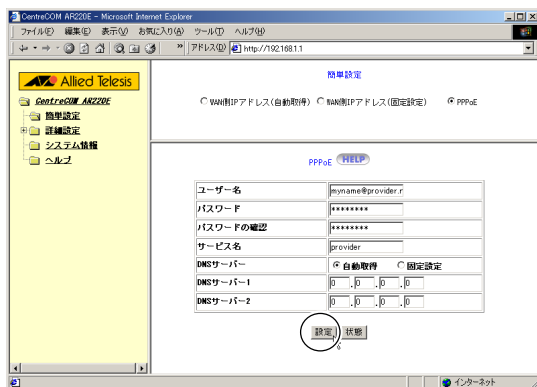 CentreCOM AR220E - Microsoft Internet Explorer
ファイル(F) 編集(E) 表示(V) お気に入り(A) ツール(T) ヘルプ(H)
» アドレス(D) http://192.168.1.1
Allied Telesis
CentreCOM AR220E
簡単設定
詳細設定
システム情報
ヘルプ
簡単設定
WAN側IPアドレス(自動取得) WAN側IPアドレス(固定設定) PPPoE
PPPoE HELP
ユーザー名 myname@provider.r
パスワード ********
パスワードの確認 ********
サービス名 provider
DNSサーバー 自動取得 固定設定
DNSサーバー1 0 . 0 . 0 . 0
DNSサーバー2 0 . 0 . 0 . 0
設定 状態
インターネット